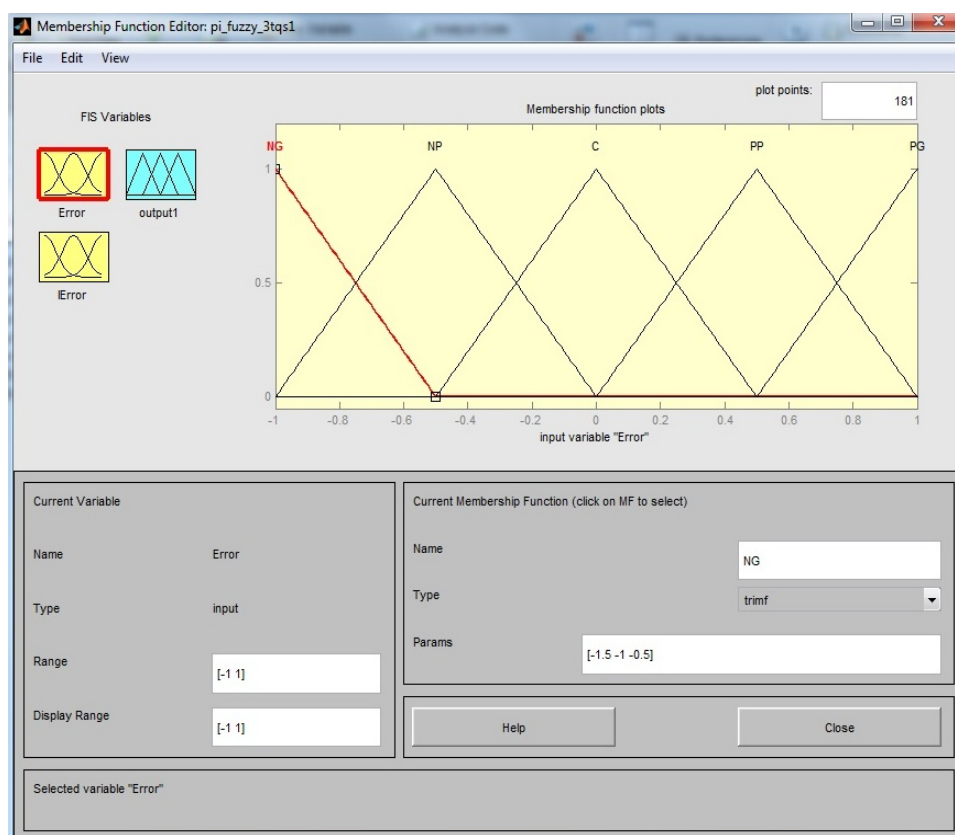 Membership Function Editor: pi_fuzzy_3tqs1
File Edit View
FIS Variables
Error
output1
IError
plot points:
181
Membership function plots
NG NP C PP PG
1
0.5
0
-1 -0.8 -0.6 -0.4 -0.2 0 0.2 0.4 0.6 0.8 1
input variable "Error"
Current Variable
Name Error
Type input
Range [-1 1]
Display Range [-1 1]
Current Membership Function (click on MF to select)
Name NG
Type trimf
Params [-1.5 -1 -0.5]
Help Close
Selected variable "Error"